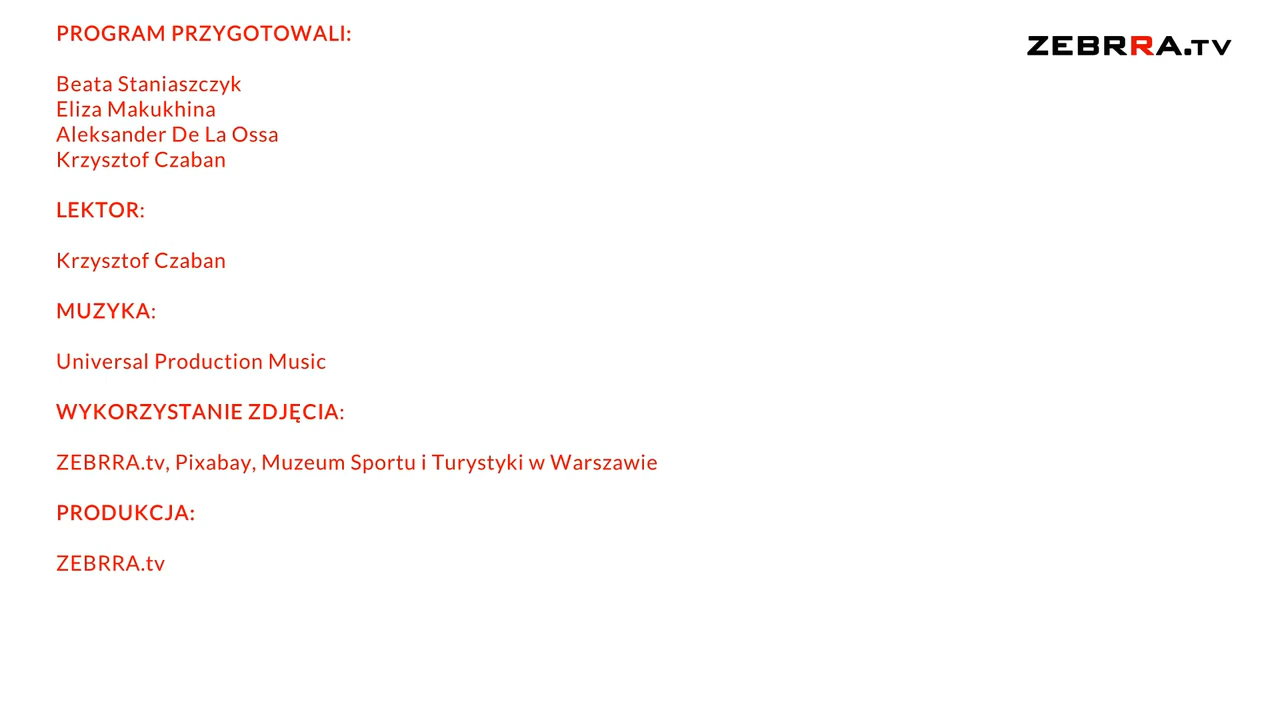 PROGRAM PRZYGOTOWALI:
ZEBRRA.TV
Beata Staniaszczyk
Eliza Makukhina
Aleksander De La Ossa
Krzysztof Czaban
LEKTOR:
Krzysztof Czaban
MUZYKA:
Universal Production Music
WYKORZYSTANIE ZDJĘCIA:
ZEBRRA.tv, Pixabay, Muzeum Sportu i Turystyki w Warszawie
PRODUKCJA:
ZEBRRA.tv